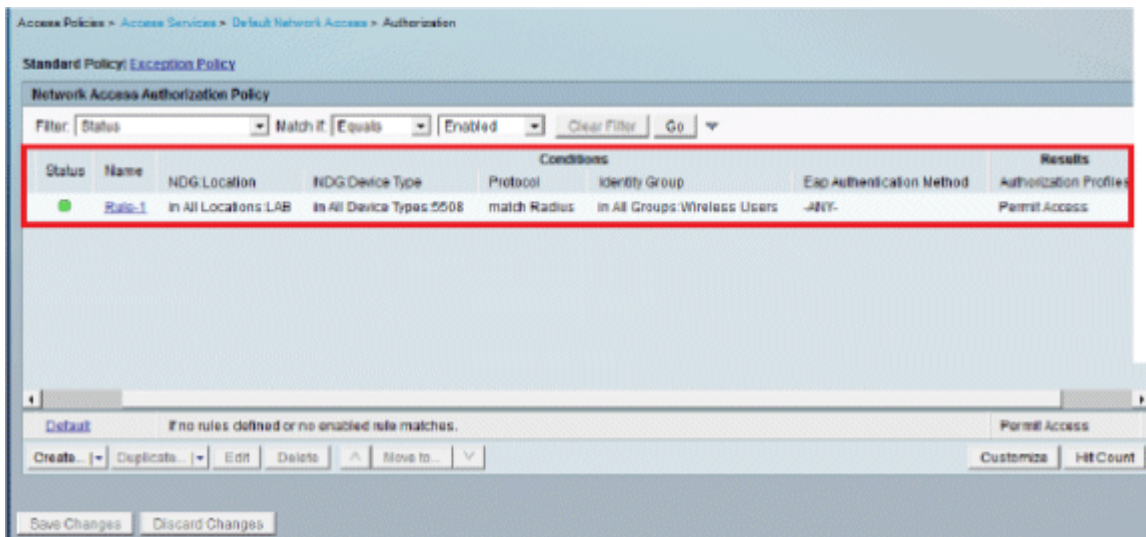 Access Policies > Access Services > Default Network Access > Authorization
Standard Policy| Exception Policy
Network Access Authorization Policy
Filter: Status Match if: Equals Enabled Clear Filter Go
Status Name Conditions Results
NDG:Location NDG:Device Type Protocol Identity Group Eap Authentication Method Authorization Profiles
Rule-1 in All Locations:LAB in All Device Types:5508 match Radius in All Groups:Wireless Users -ANY- Permit Access
Default If no rules defined or no enabled rule matches. Permit Access
Create... Duplicate... Edit Delete Move to... Customize Hit Count
Save Changes Discard Changes